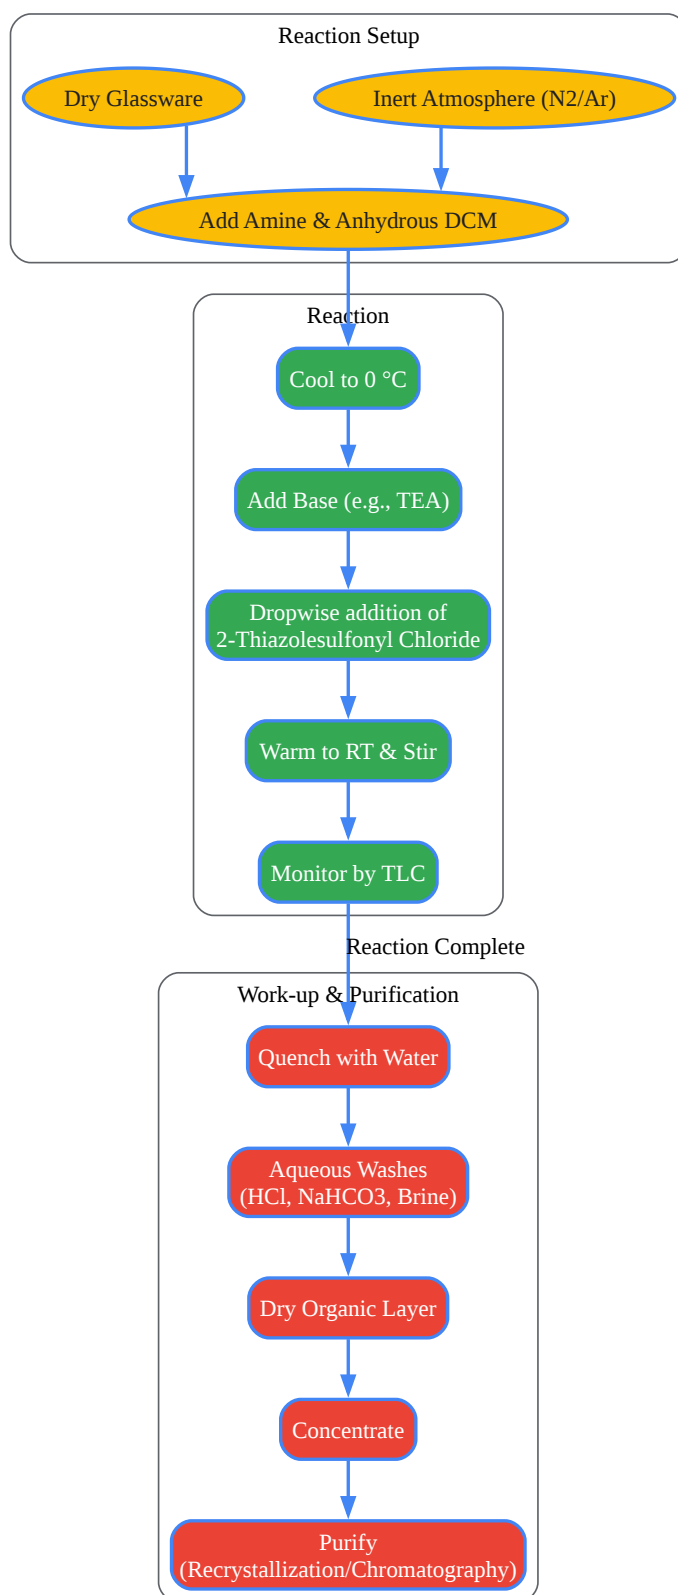 Reaction Setup
Dry Glassware
Inert Atmosphere (N2/Ar)
Add Amine & Anhydrous DCM
Reaction
Cool to 0 °C
Add Base (e.g., TEA)
Dropwise addition of
2-Thiazolesulfonyl Chloride
Warm to RT & Stir
Monitor by TLC
Reaction Complete
Work-up & Purification
Quench with Water
Aqueous Washes
(HCl, NaHCO3, Brine)
Dry Organic Layer
Concentrate
Purify
(Recrystallization/Chromatography)